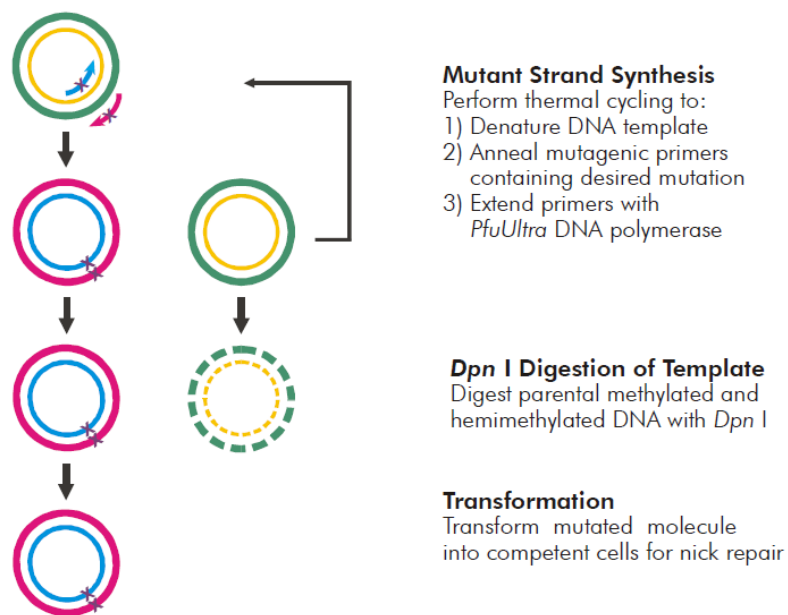 Mutant Strand Synthesis
Perform thermal cycling to:
1) Denature DNA template
2) Anneal mutagenic primers
containing desired mutation
3) Extend primers with
PfuUltra DNA polymerase
Dpn I Digestion of Template
Digest parental methylated and
hemimethylated DNA with Dpn I
Transformation
Transform mutated molecule
into competent cells for nick repair